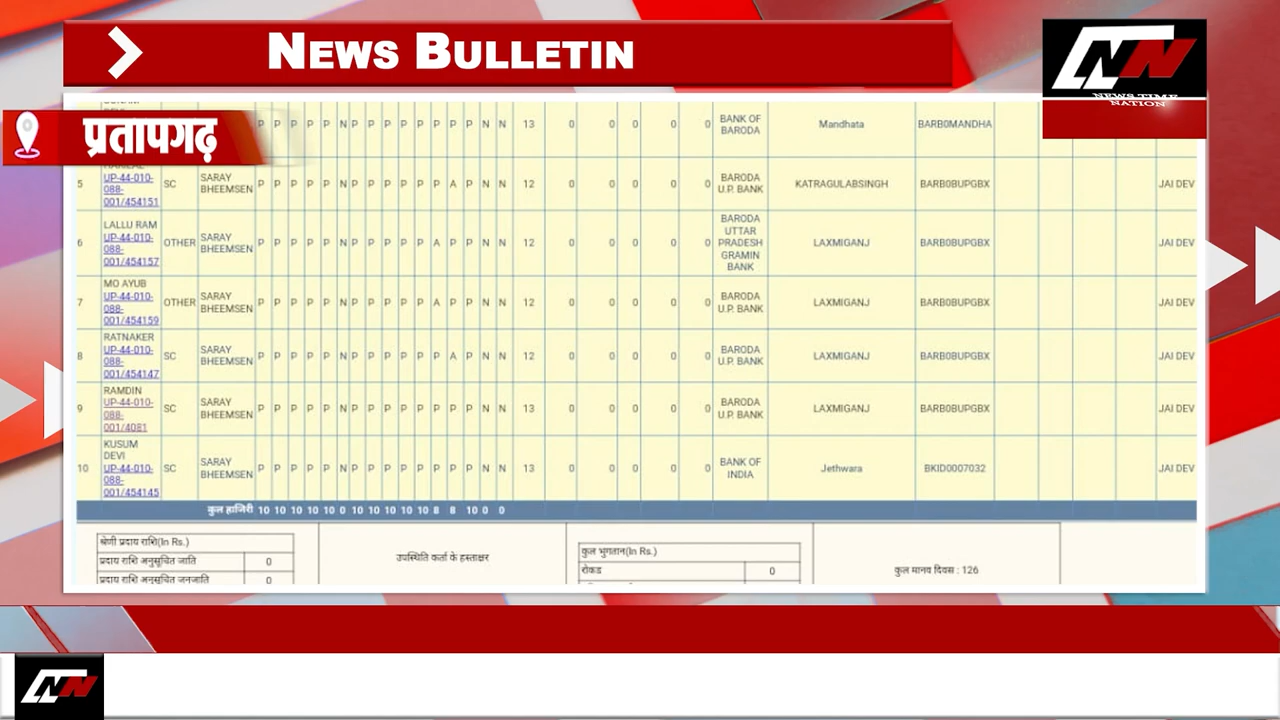 NEWS BULLETIN
NN
NEWS TIME
NATION
प्रतापगढ़
P P P P P N P P P P P P P N N 13 0 0 0 0 0 BANK OF BARODA Mandhata BARB0MANDHA
5 UP-44-010-088-001/454151 SC SARAY BHEEMSEN P P P P P N P P P P P P A P N N 12 0 0 0 0 0 BARODA U.P. BANK KATRAGULABSINGH BARB0BUPGBX JAI DEV
6 LALLU RAM UP-44-010-088-001/454157 OTHER SARAY BHEEMSEN P P P P P N P P P P P A P P N N 12 0 0 0 0 0 BARODA UTTAR PRADESH GRAMIN BANK LAXMIGANJ BARB0BUPGBX JAI DEV
7 MO AYUB UP-44-010-088-001/454159 OTHER SARAY BHEEMSEN P P P P P N P P P P P A P P N N 12 0 0 0 0 0 BARODA U.P. BANK LAXMIGANJ BARB0BUPGBX JAI DEV
8 RATNAKER UP-44-010-088-001/454147 SC SARAY BHEEMSEN P P P P P N P P P P P P A P N N 12 0 0 0 0 0 BARODA U.P. BANK LAXMIGANJ BARB0BUPGBX JAI DEV
9 RAMDIN UP-44-010-088-001/4081 SC SARAY BHEEMSEN P P P P P N P P P P P P P P N N 13 0 0 0 0 0 BARODA U.P. BANK LAXMIGANJ BARB0BUPGBX JAI DEV
10 KUSUM DEVI UP-44-010-088-001/454145 SC SARAY BHEEMSEN P P P P P N P P P P P P P P N N 13 0 0 0 0 0 BANK OF INDIA Jethwara BKID0007032 JAI DEV
कुल हाजिरी 10 10 10 10 10 0 10 10 10 10 10 8 8 10 0 0
श्रेणी प्रदाय राशि(In Rs.)
प्रदाय राशि अनुसूचित जाति 0
प्रदाय राशि अनुसूचित जनजाति 0
उपस्थिति कर्ता के हस्ताक्षर
कुल भुगतान(In Rs.)
रोकड 0
कुल मानव दिवस : 126
NN